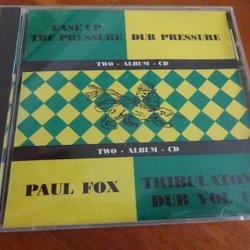 EASE UP
THE PRESSURE
DUB PRESSURE
TWO - ALBUM - CD
TWO - ALBUM - CD
PAUL FOX
TRIBULATON
DUB VOL